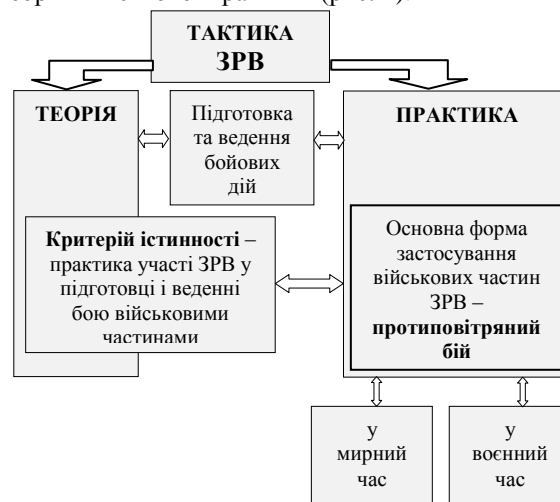 ТАКТИКА
ЗРВ
ТЕОРІЯ
Підготовка
та ведення
бойових
дій
ПРАКТИКА
Критерій істинності –
практика участі ЗРВ у
підготовці і веденні
бою військовими
частинами
Основна форма
застосування
військових частин
ЗРВ –
протиповітряний
бій
у
мирний
час
у
воєнний
час